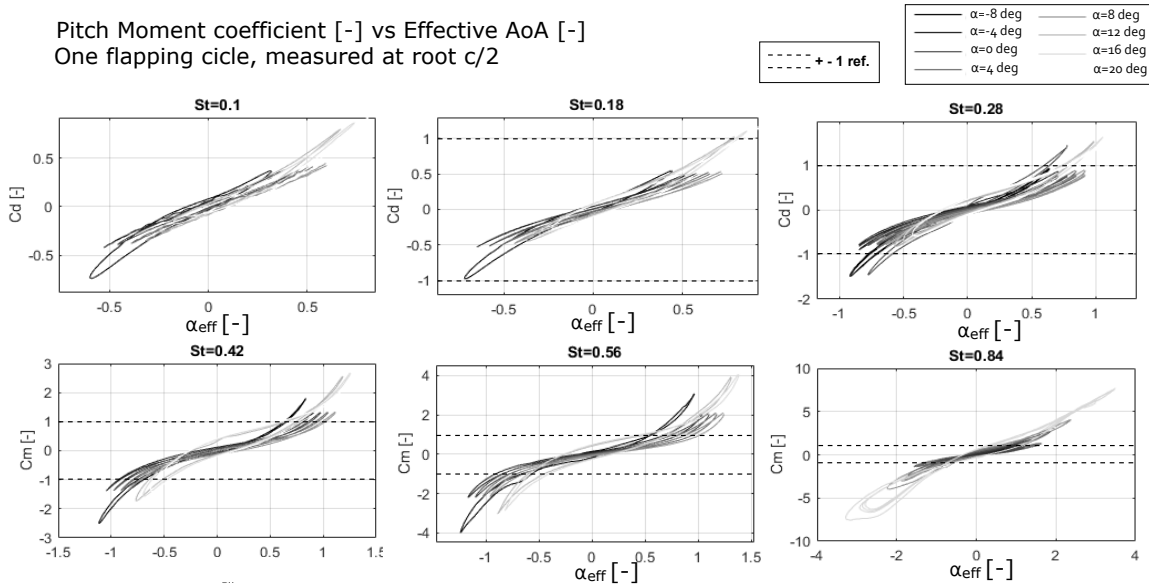 Pitch Moment coefficient [-] vs Effective AoA [-]
One flapping cicle, measured at root c/2
+ - 1 ref.
α=-8 deg α=8 deg
α=-4 deg α=12 deg
α=0 deg α=16 deg
α=4 deg α=20 deg
St=0.1
Cd [-]
0.5
0
-0.5
-0.5 0 0.5
αeff [-]
St=0.18
Cd [-]
1
0.5
0
-0.5
-1
-0.5 0 0.5
αeff [-]
St=0.28
Cd [-]
2
1
0
-1
-2
-1 0 1
αeff [-]
St=0.42
Cm [-]
3
2
1
0
-1
-2
-3
-4
-1.5 -1 -0.5 0 0.5 1 1.5
St=0.56
Cm [-]
4
2
0
-2
-4
-1 -0.5 0 0.5 1 1.5
αeff [-]
St=0.84
Cm [-]
10
5
0
-5
-10
-4 -2 0 2 4
αeff [-]